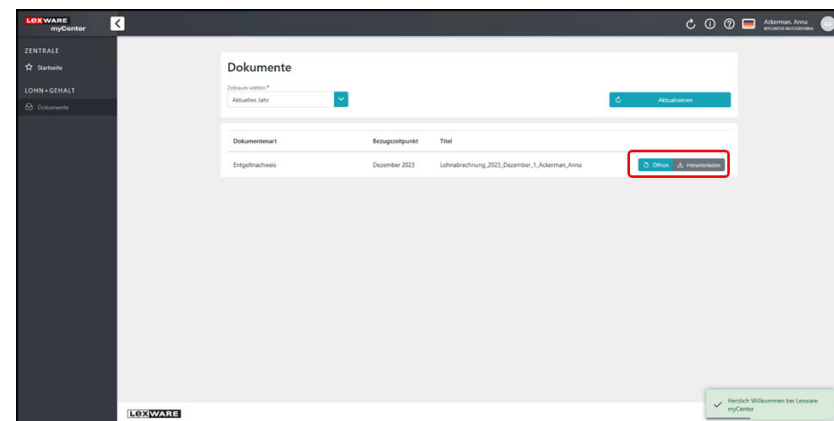 LEXWARE
myCenter
Ackerman, Anna
ZENTRALE
Startseite
LOHN+GEHALT
Dokumente
Dokumente
Zeitraum wählen *
Aktuelles Jahr
Aktualisieren
Dokumentenart Bezugszeitpunkt Titel
Entgeltnachweis Dezember 2023 Lohnabrechnung_2023_Dezember_1_Ackerman_Anna Öffnen Herunterladen
Herzlich Willkommen bei Lexware
myCenter
LEXWARE